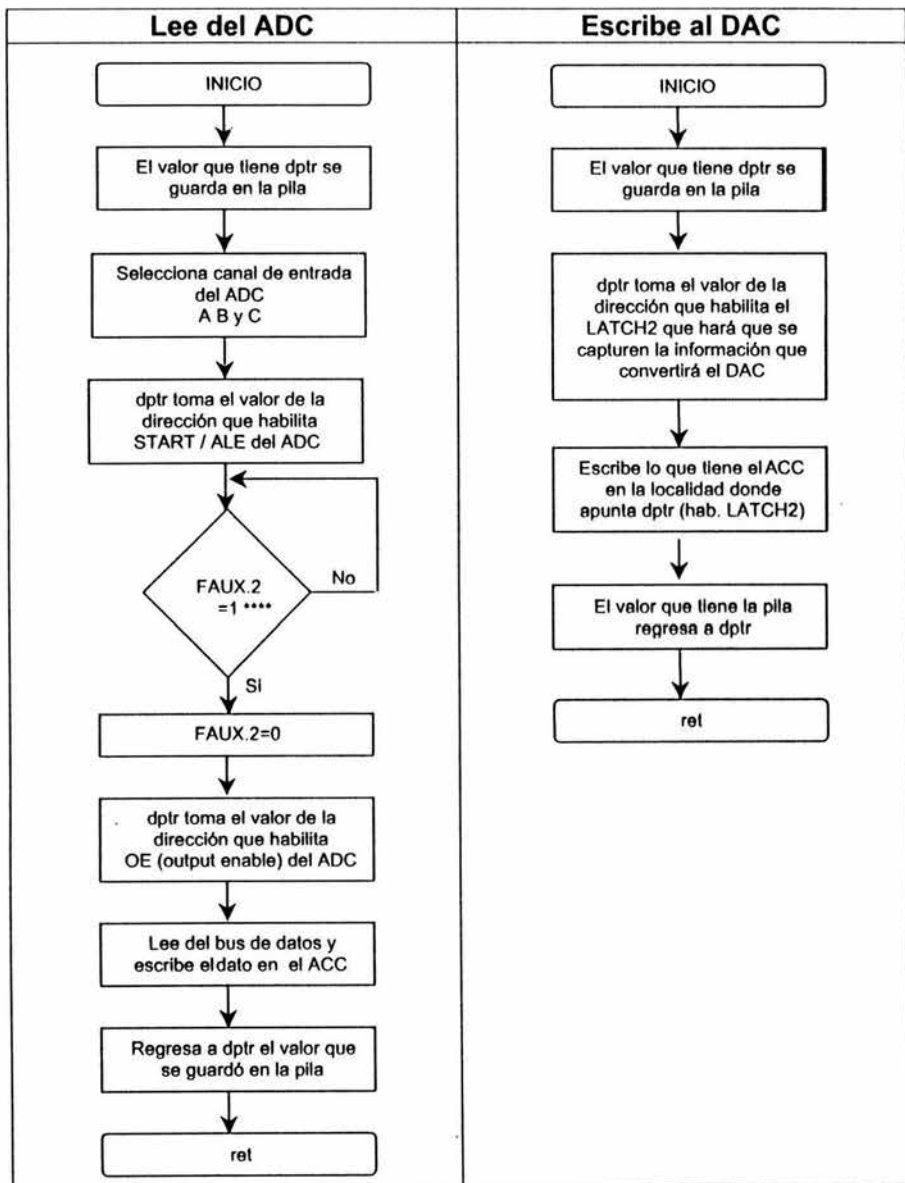 Lee del ADC
INICIO
El valor que tiene dptr se
guarda en la pila
Selecciona canal de entrada
del ADC
A B y C
dptr toma el valor de la
dirección que habilita
START / ALE del ADC
FAUX.2
=1 ****
No
Si
FAUX.2=0
dptr toma el valor de la
dirección que habilita
OE (output enable) del ADC
Lee del bus de datos y
escribe el dato en el ACC
Regresa a dptr el valor que
se guardó en la pila
ret
Escribe al DAC
INICIO
El valor que tiene dptr se
guarda en la pila
dptr toma el valor de la
dirección que habilita el
LATCH2 que hará que se
capturen la información que
convertirá el DAC
Escribe lo que tiene el ACC
en la localidad donde
apunta dptr (hab. LATCH2)
El valor que tiene la pila
regresa a dptr
ret